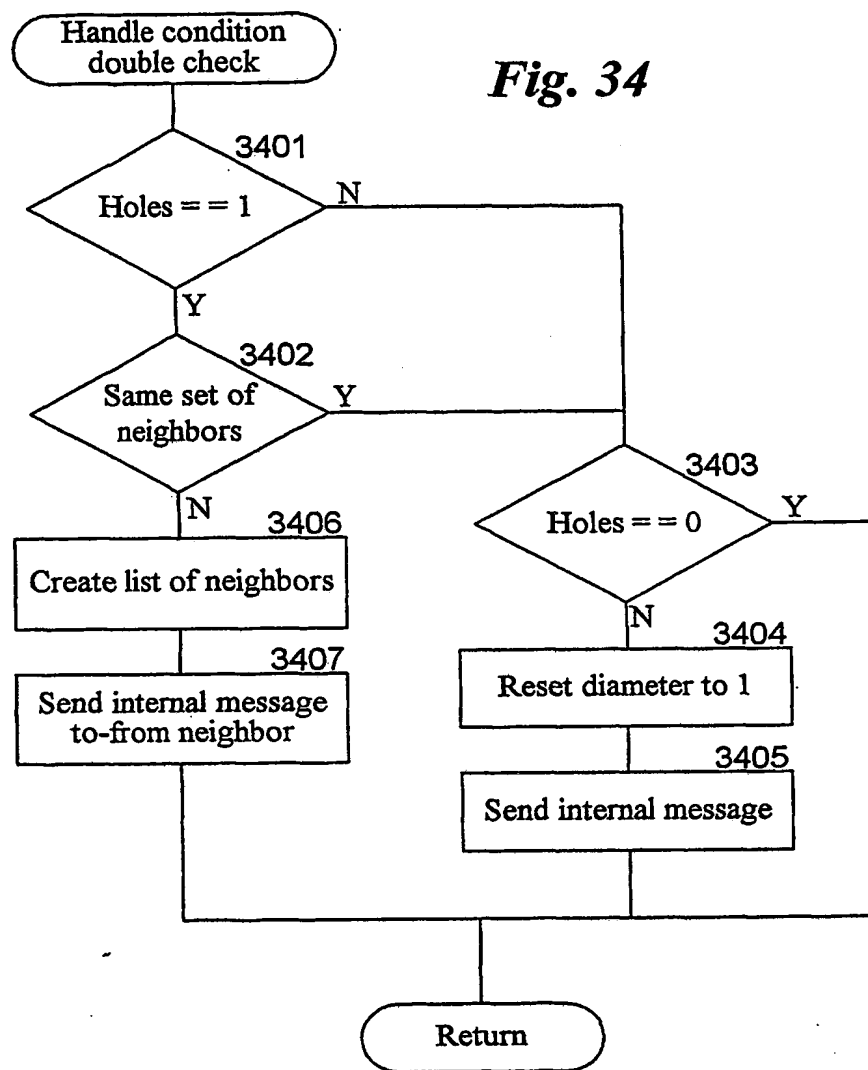 Handle condition
double check
Fig. 34
3401
Holes = = 1
N
Y
3402
Same set of
neighbors
Y
N
3403
Holes = = 0
Y
N
3406
Create list of neighbors
3404
Reset diameter to 1
3407
Send internal message
to-from neighbor
3405
Send internal message
Return